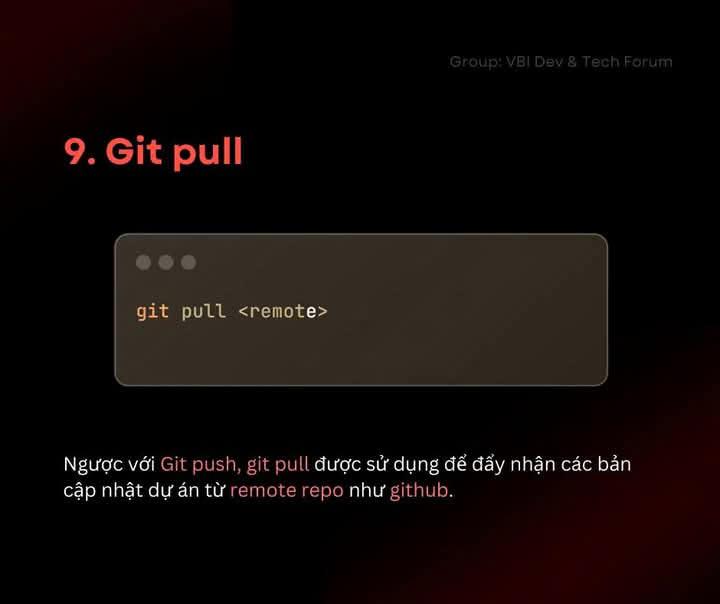 Group: VBI Dev & Tech Forum
9. Git pull
git pull <remote>
Ngược với Git push, git pull được sử dụng để đẩy nhận các bản
cập nhật dự án từ remote repo như github.